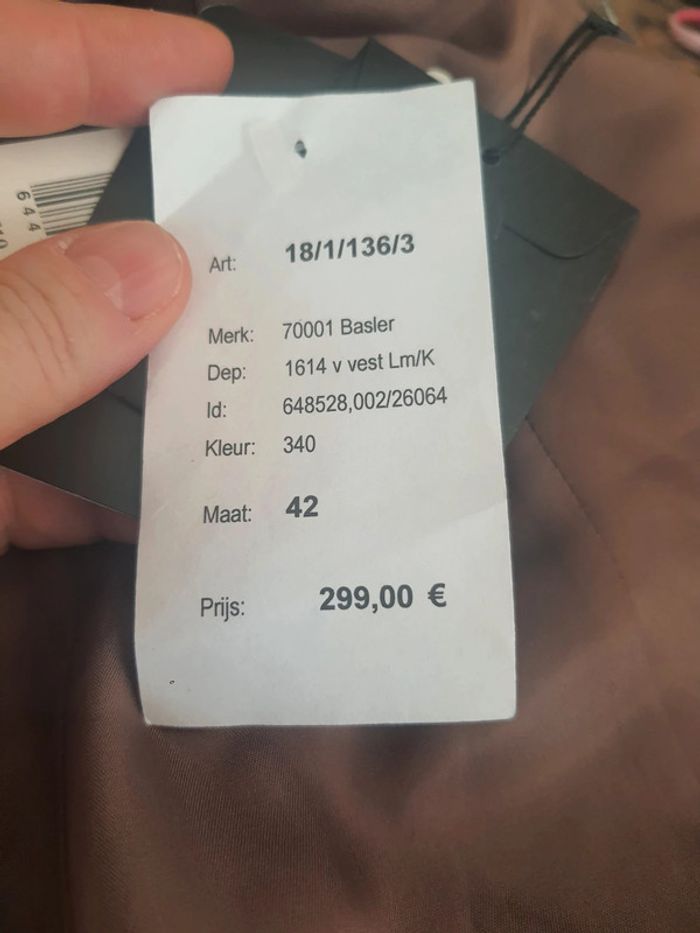 644
Art: 18/1/136/3
Merk: 70001 Basler
Dep: 1614 v vest Lm/K
Id: 648528,002/26064
Kleur: 340
Maat: 42
Prijs: 299,00 €